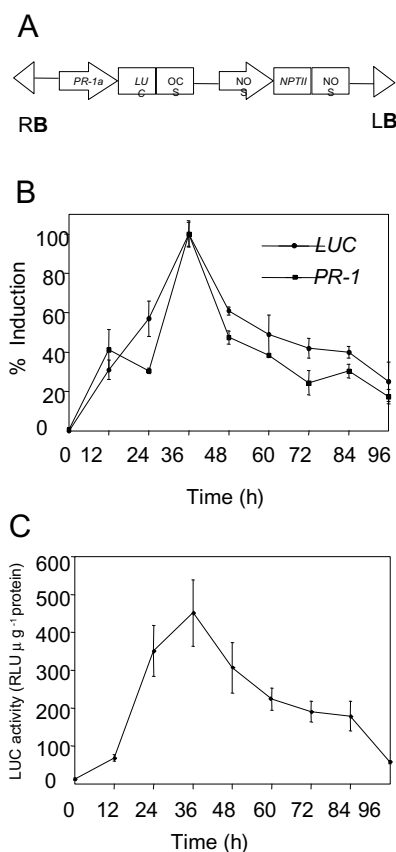 A
PR-1a LU C OC S NO S NPTII NO S
RB LB
B
100
80
60
40
20
0
% Induction
LUC
PR-1
0 12 24 36 48 60 72 84 96
Time (h)
C
600
500
400
300
200
100
0
LUC activity (RLU μ g -1 protein)
0 12 24 36 48 60 72 84 96
Time (h)